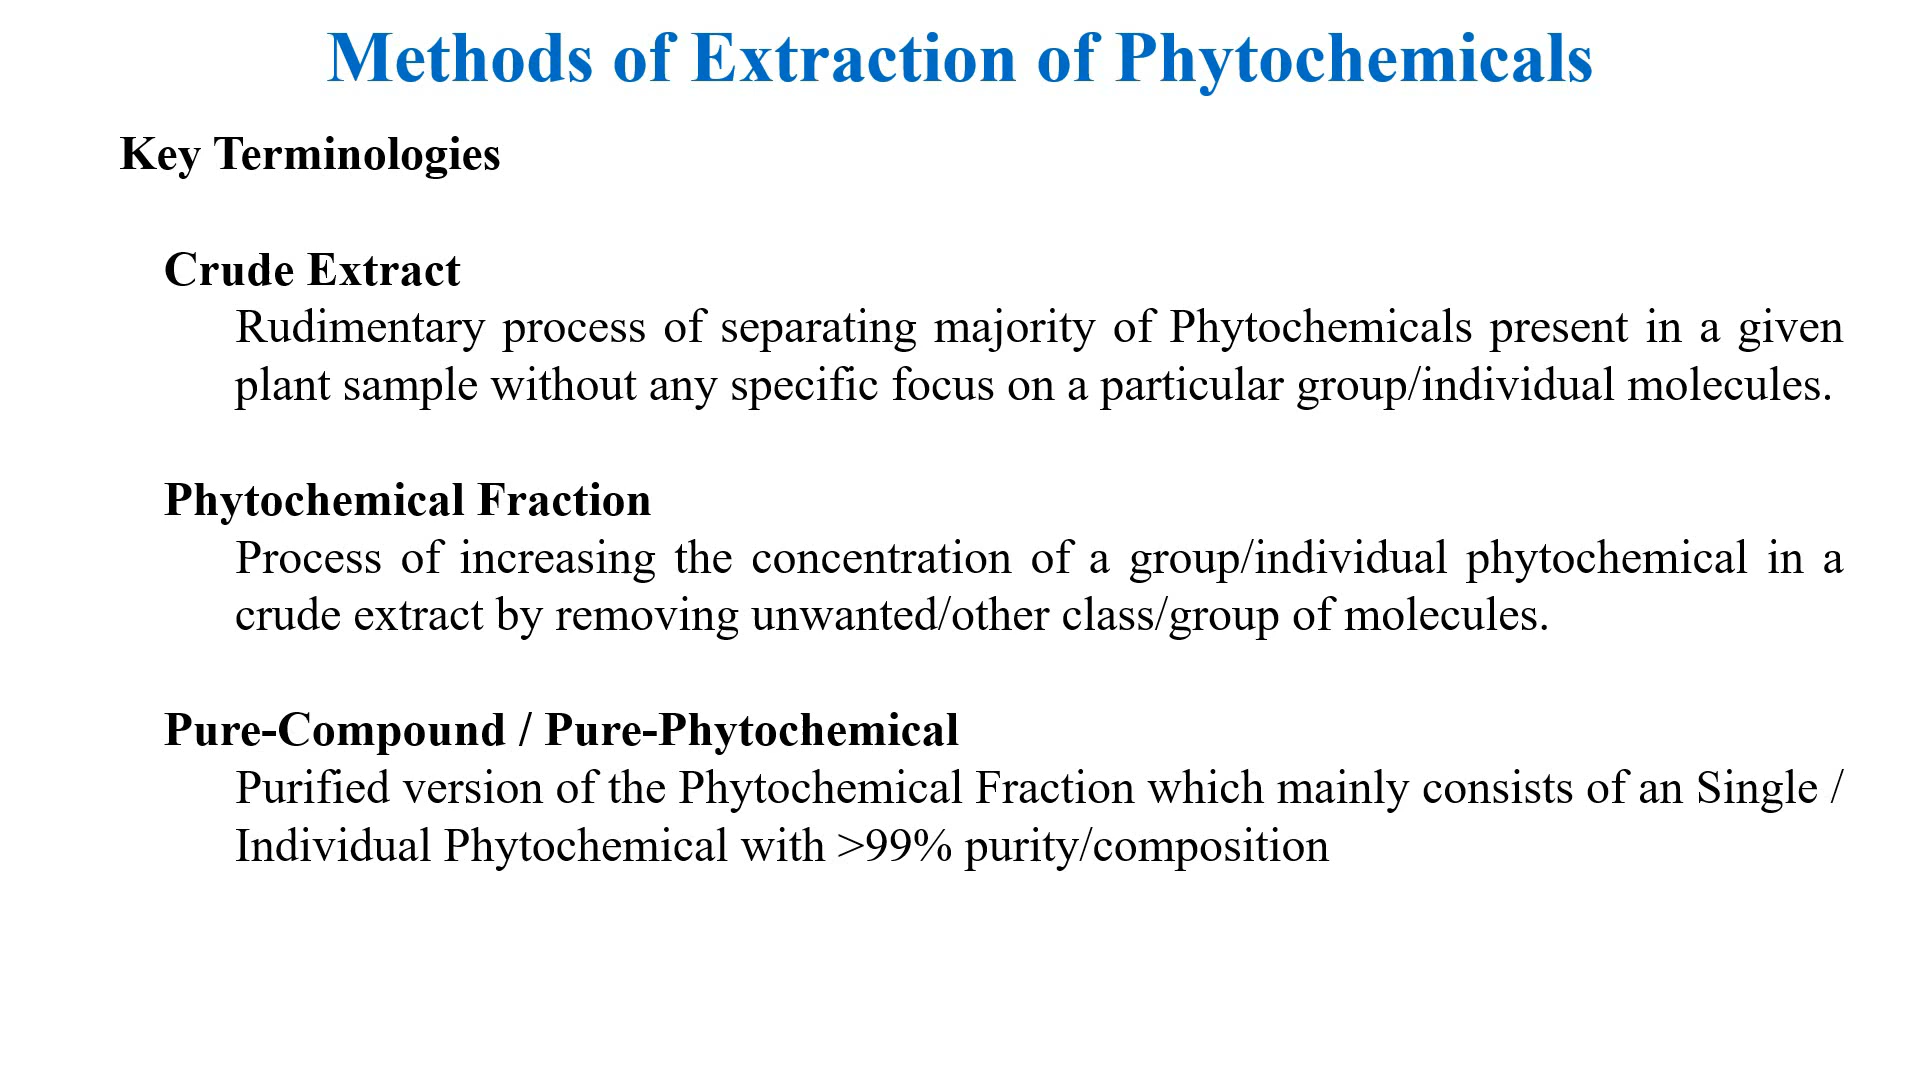 Methods of Extraction of Phytochemicals
Key Terminologies
Crude Extract
Rudimentary process of separating majority of Phytochemicals present in a given
plant sample without any specific focus on a particular group/individual molecules.
Phytochemical Fraction
Process of increasing the concentration of a group/individual phytochemical in a
crude extract by removing unwanted/other class/group of molecules.
Pure-Compound / Pure-Phytochemical
Purified version of the Phytochemical Fraction which mainly consists of an Single /
Individual Phytochemical with >99% purity/composition